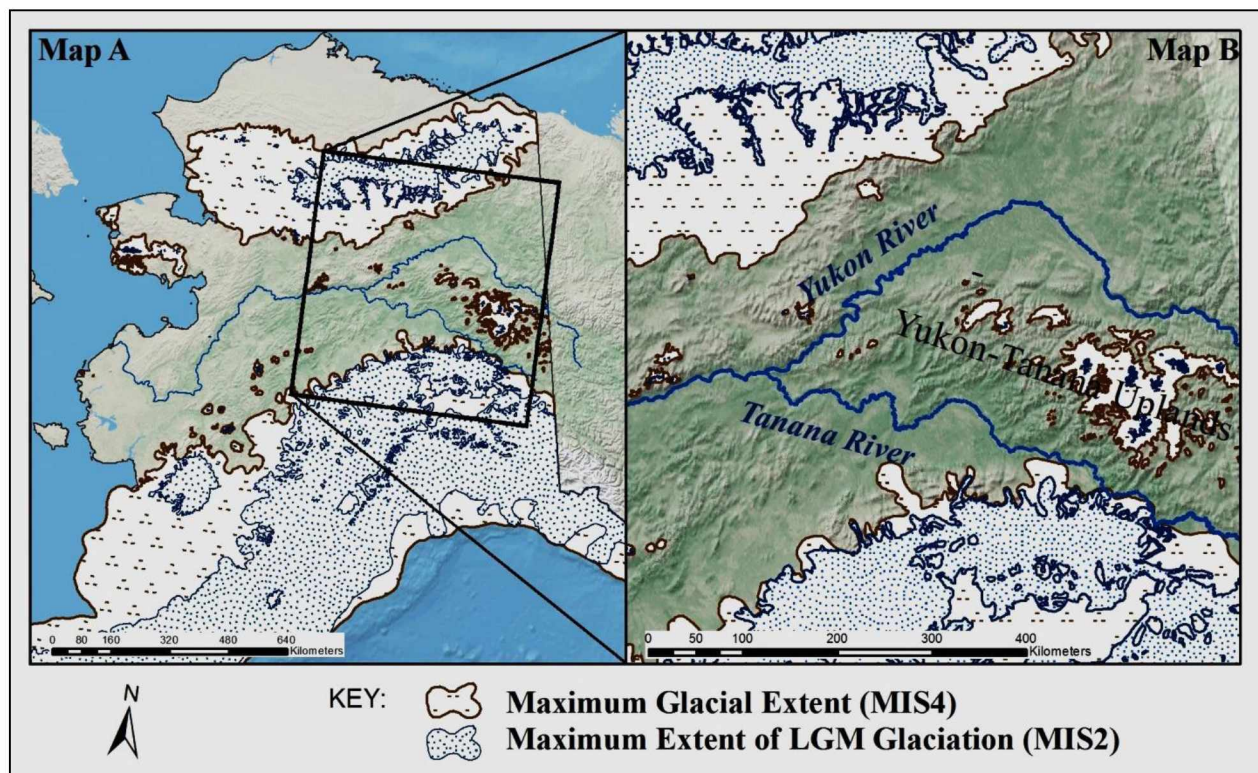 Map A
Map B
Yukon River
Yukon-Tanana Uplands
Tanana River
0 80 160 320 480 640
Kilometers
0 50 100 200 300 400
Kilometers
N
KEY:
Maximum Glacial Extent (MIS4)
Maximum Extent of LGM Glaciation (MIS2)